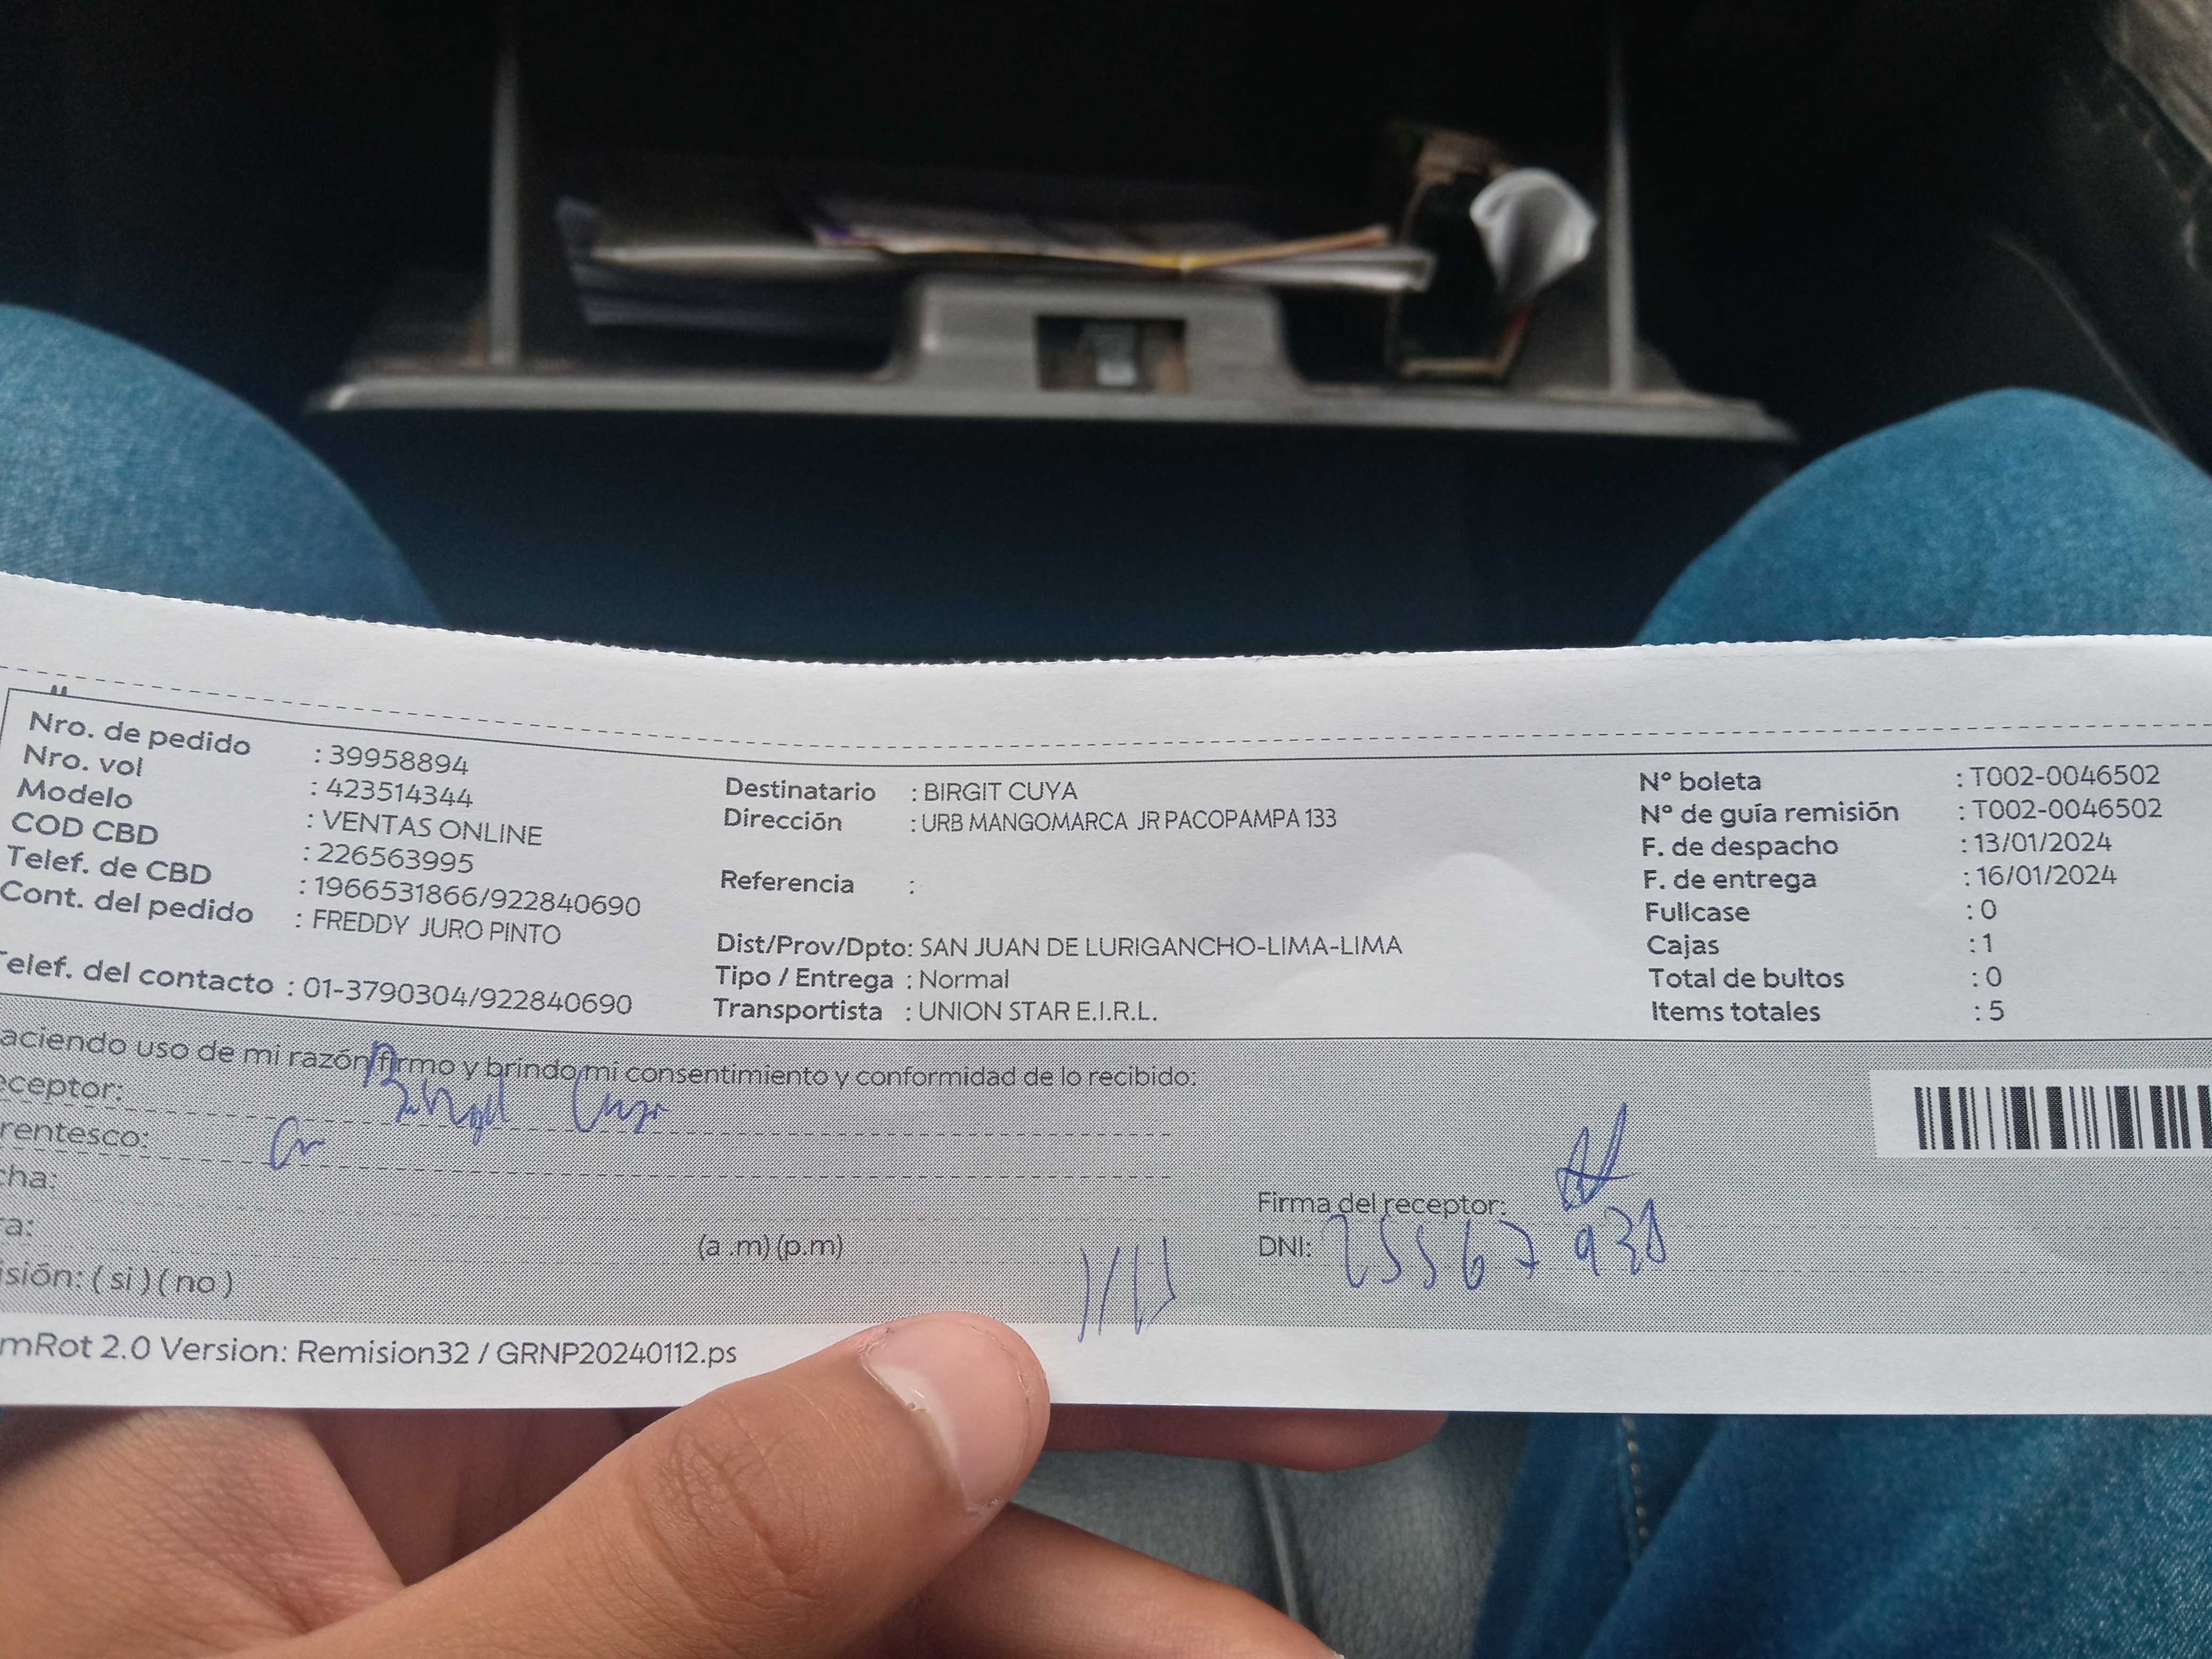 Nro. de pedido : 39958894
Nro. vol : 423514344
Modelo : VENTAS ONLINE
COD CBD : 226563995
Telef. de CBD : 1966531866/922840690
Cont. del pedido : FREDDY JURO PINTO
Telef. del contacto : 01-3790304/922840690
Destinatario : BIRGIT CUYA
Dirección : URB MANGOMARCA JR PACOPAMPA 133
Referencia :
Dist/Prov/Dpto: SAN JUAN DE LURIGANCHO-LIMA-LIMA
Tipo / Entrega : Normal
Transportista : UNION STAR E.I.R.L.
N° boleta : T002-0046502
N° de guía remisión : T002-0046502
F. de despacho : 13/01/2024
F. de entrega : 16/01/2024
Fullcase : 0
Cajas : 1
Total de bultos : 0
Items totales : 5
aciendo uso de mi razón firmo y brindo mi consentimiento y conformidad de lo recibido:
eceptor:
rentesco:
cha:
ra: (a .m) (p.m)
isión: ( si ) ( no )
Firma del receptor:
DNI:
mRot 2.0 Version: Remision32 / GRNP20240112.ps